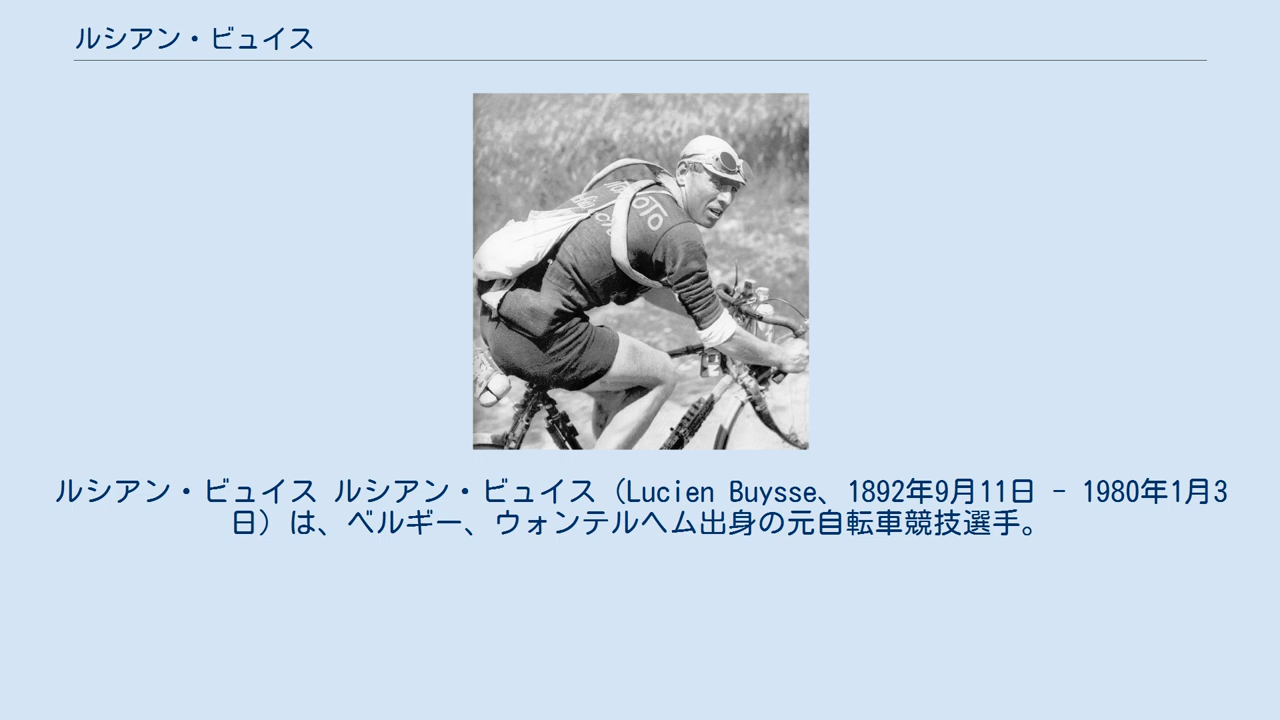 ルシアン・ビュイス
ルシアン・ビュイス ルシアン・ビュイス（Lucien Buysse、1892年9月11日 - 1980年1月3
日）は、ベルギー、ウォンテルヘム出身の元自転車競技選手。